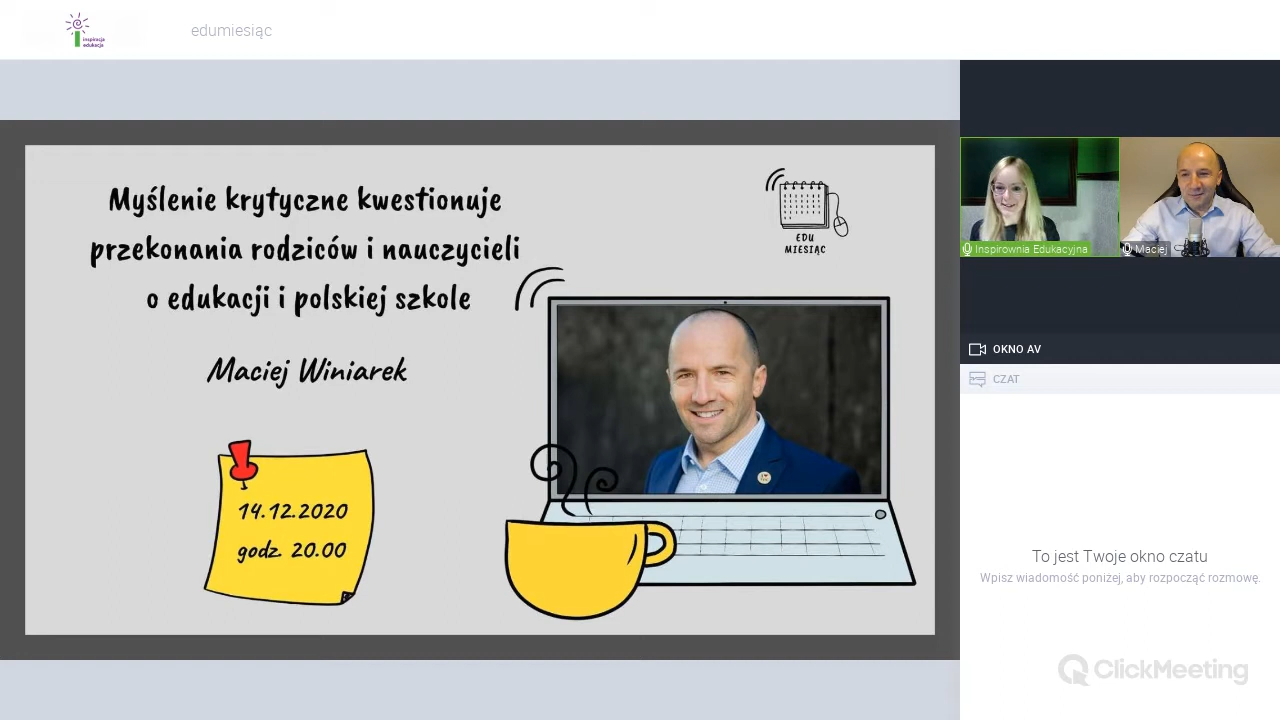 inspiracja
edukacja
edumiesiąc
Myślenie krytyczne kwestionuje
przekonania rodziców i nauczycieli
o edukacji i polskiej szkole
Maciej Winiarek
14.12.2020
godz. 20.00
EDU
MIESIĄC
Inspirownia Edukacyjna
Maciej
OKNO AV
CZAT
To jest Twoje okno czatu
Wpisz wiadomość poniżej, aby rozpocząć rozmowę.
ClickMeeting